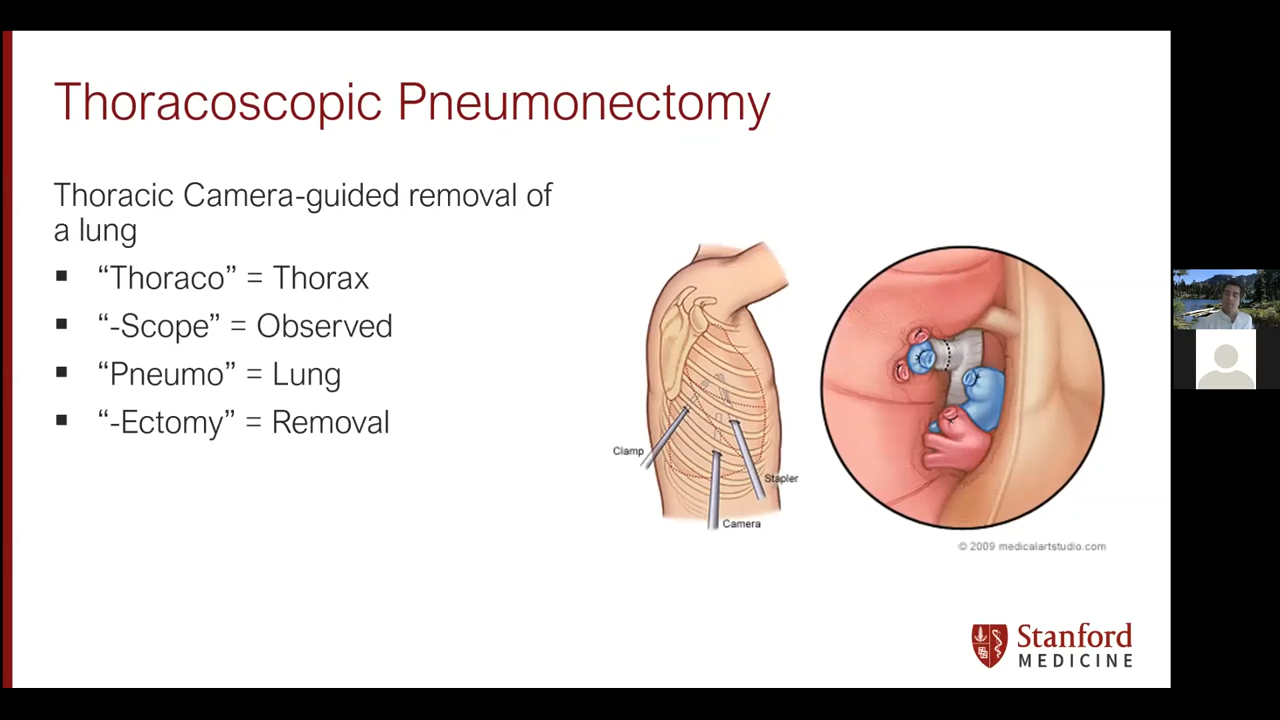 Thoracoscopic Pneumonectomy
Thoracic Camera-guided removal of
a lung
▪ “Thoraco” = Thorax
▪ “-Scope” = Observed
▪ “Pneumo” = Lung
▪ “-Ectomy” = Removal
Clamp
Stapler
Camera
© 2009 medicalartstudio.com
Stanford
MEDICINE